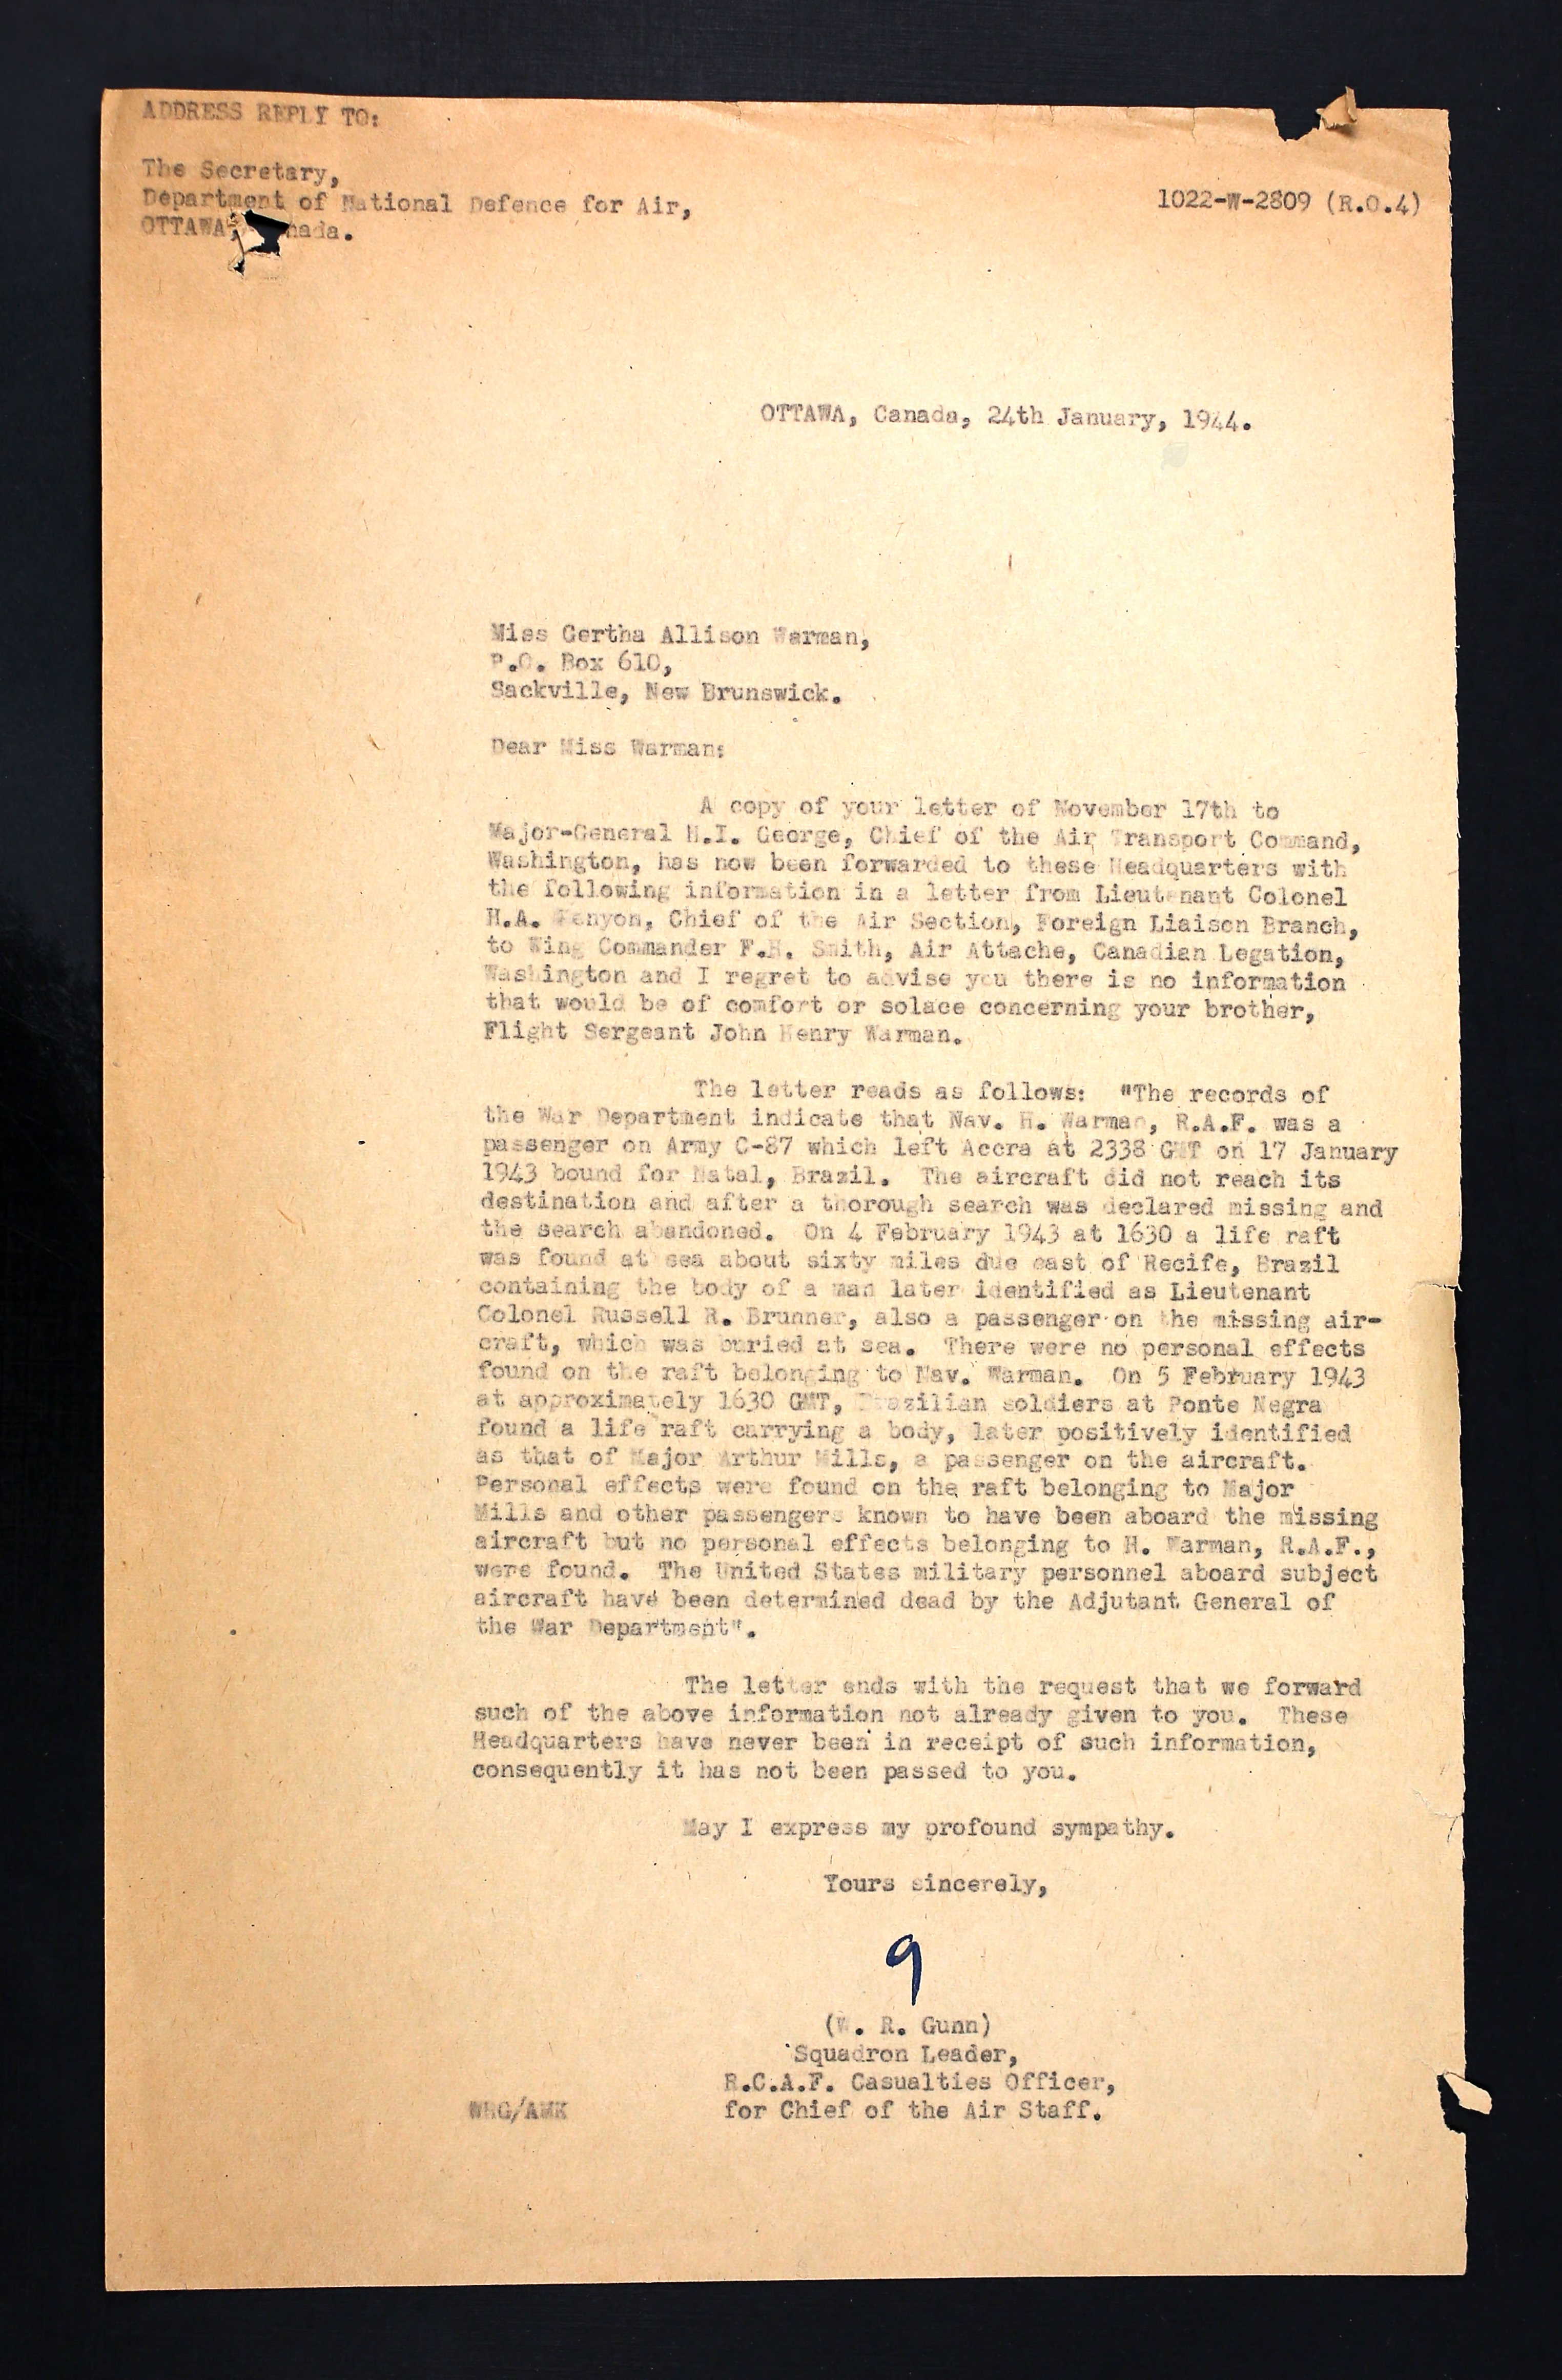 ADDRESS REPLY TO:
The Secretary,
Department of National Defence for Air,
OTTAWA, nada.
1022-W-2809 (R.O.4)
OTTAWA, Canada, 24th January, 1944.
Miss Gertha Allison Warman,
P.O. Box 610,
Sackville, New Brunswick.
Dear Miss Warman:
A copy of your letter of November 17th to
Major-General H.I. George, Chief of the Air Transport Command,
Washington, has now been forwarded to these Headquarters with
the following information in a letter from Lieutenant Colonel
H.A. Kenyon, Chief of the Air Section, Foreign Liaison Branch,
to Wing Commander F.H. Smith, Air Attache, Canadian Legation,
Washington and I regret to advise you there is no information
that would be of comfort or solace concerning your brother,
Flight Sergeant John Henry Warman.
The letter reads as follows: "The records of
the War Department indicate that Nav. H. Warman, R.A.F. was a
passenger on Army C-87 which left Accra at 2338 GMT on 17 January
1943 bound for Natal, Brazil. The aircraft did not reach its
destination and after a thorough search was declared missing and
the search abandoned. On 4 February 1943 at 1630 a life raft
was found at sea about sixty miles due east of Recife, Brazil
containing the body of a man later identified as Lieutenant
Colonel Russell R. Brunner, also a passenger on the missing air-
craft, which was buried at sea. There were no personal effects
found on the raft belonging to Nav. Warman. On 5 February 1943
at approximately 1630 GMT, Brazilian soldiers at Ponte Negra
found a life raft carrying a body, later positively identified
as that of Major Arthur Mills, a passenger on the aircraft.
Personal effects were found on the raft belonging to Major
Mills and other passengers known to have been aboard the missing
aircraft but no personal effects belonging to H. Warman, R.A.F.,
were found. The United States military personnel aboard subject
aircraft have been determined dead by the Adjutant General of
the War Department".
The letter ends with the request that we forward
such of the above information not already given to you. These
Headquarters have never been in receipt of such information,
consequently it has not been passed to you.
May I express my profound sympathy.
Yours sincerely,
9
(W. R. Gunn)
Squadron Leader,
R.C.A.F. Casualties Officer,
for Chief of the Air Staff.
WRG/AMK